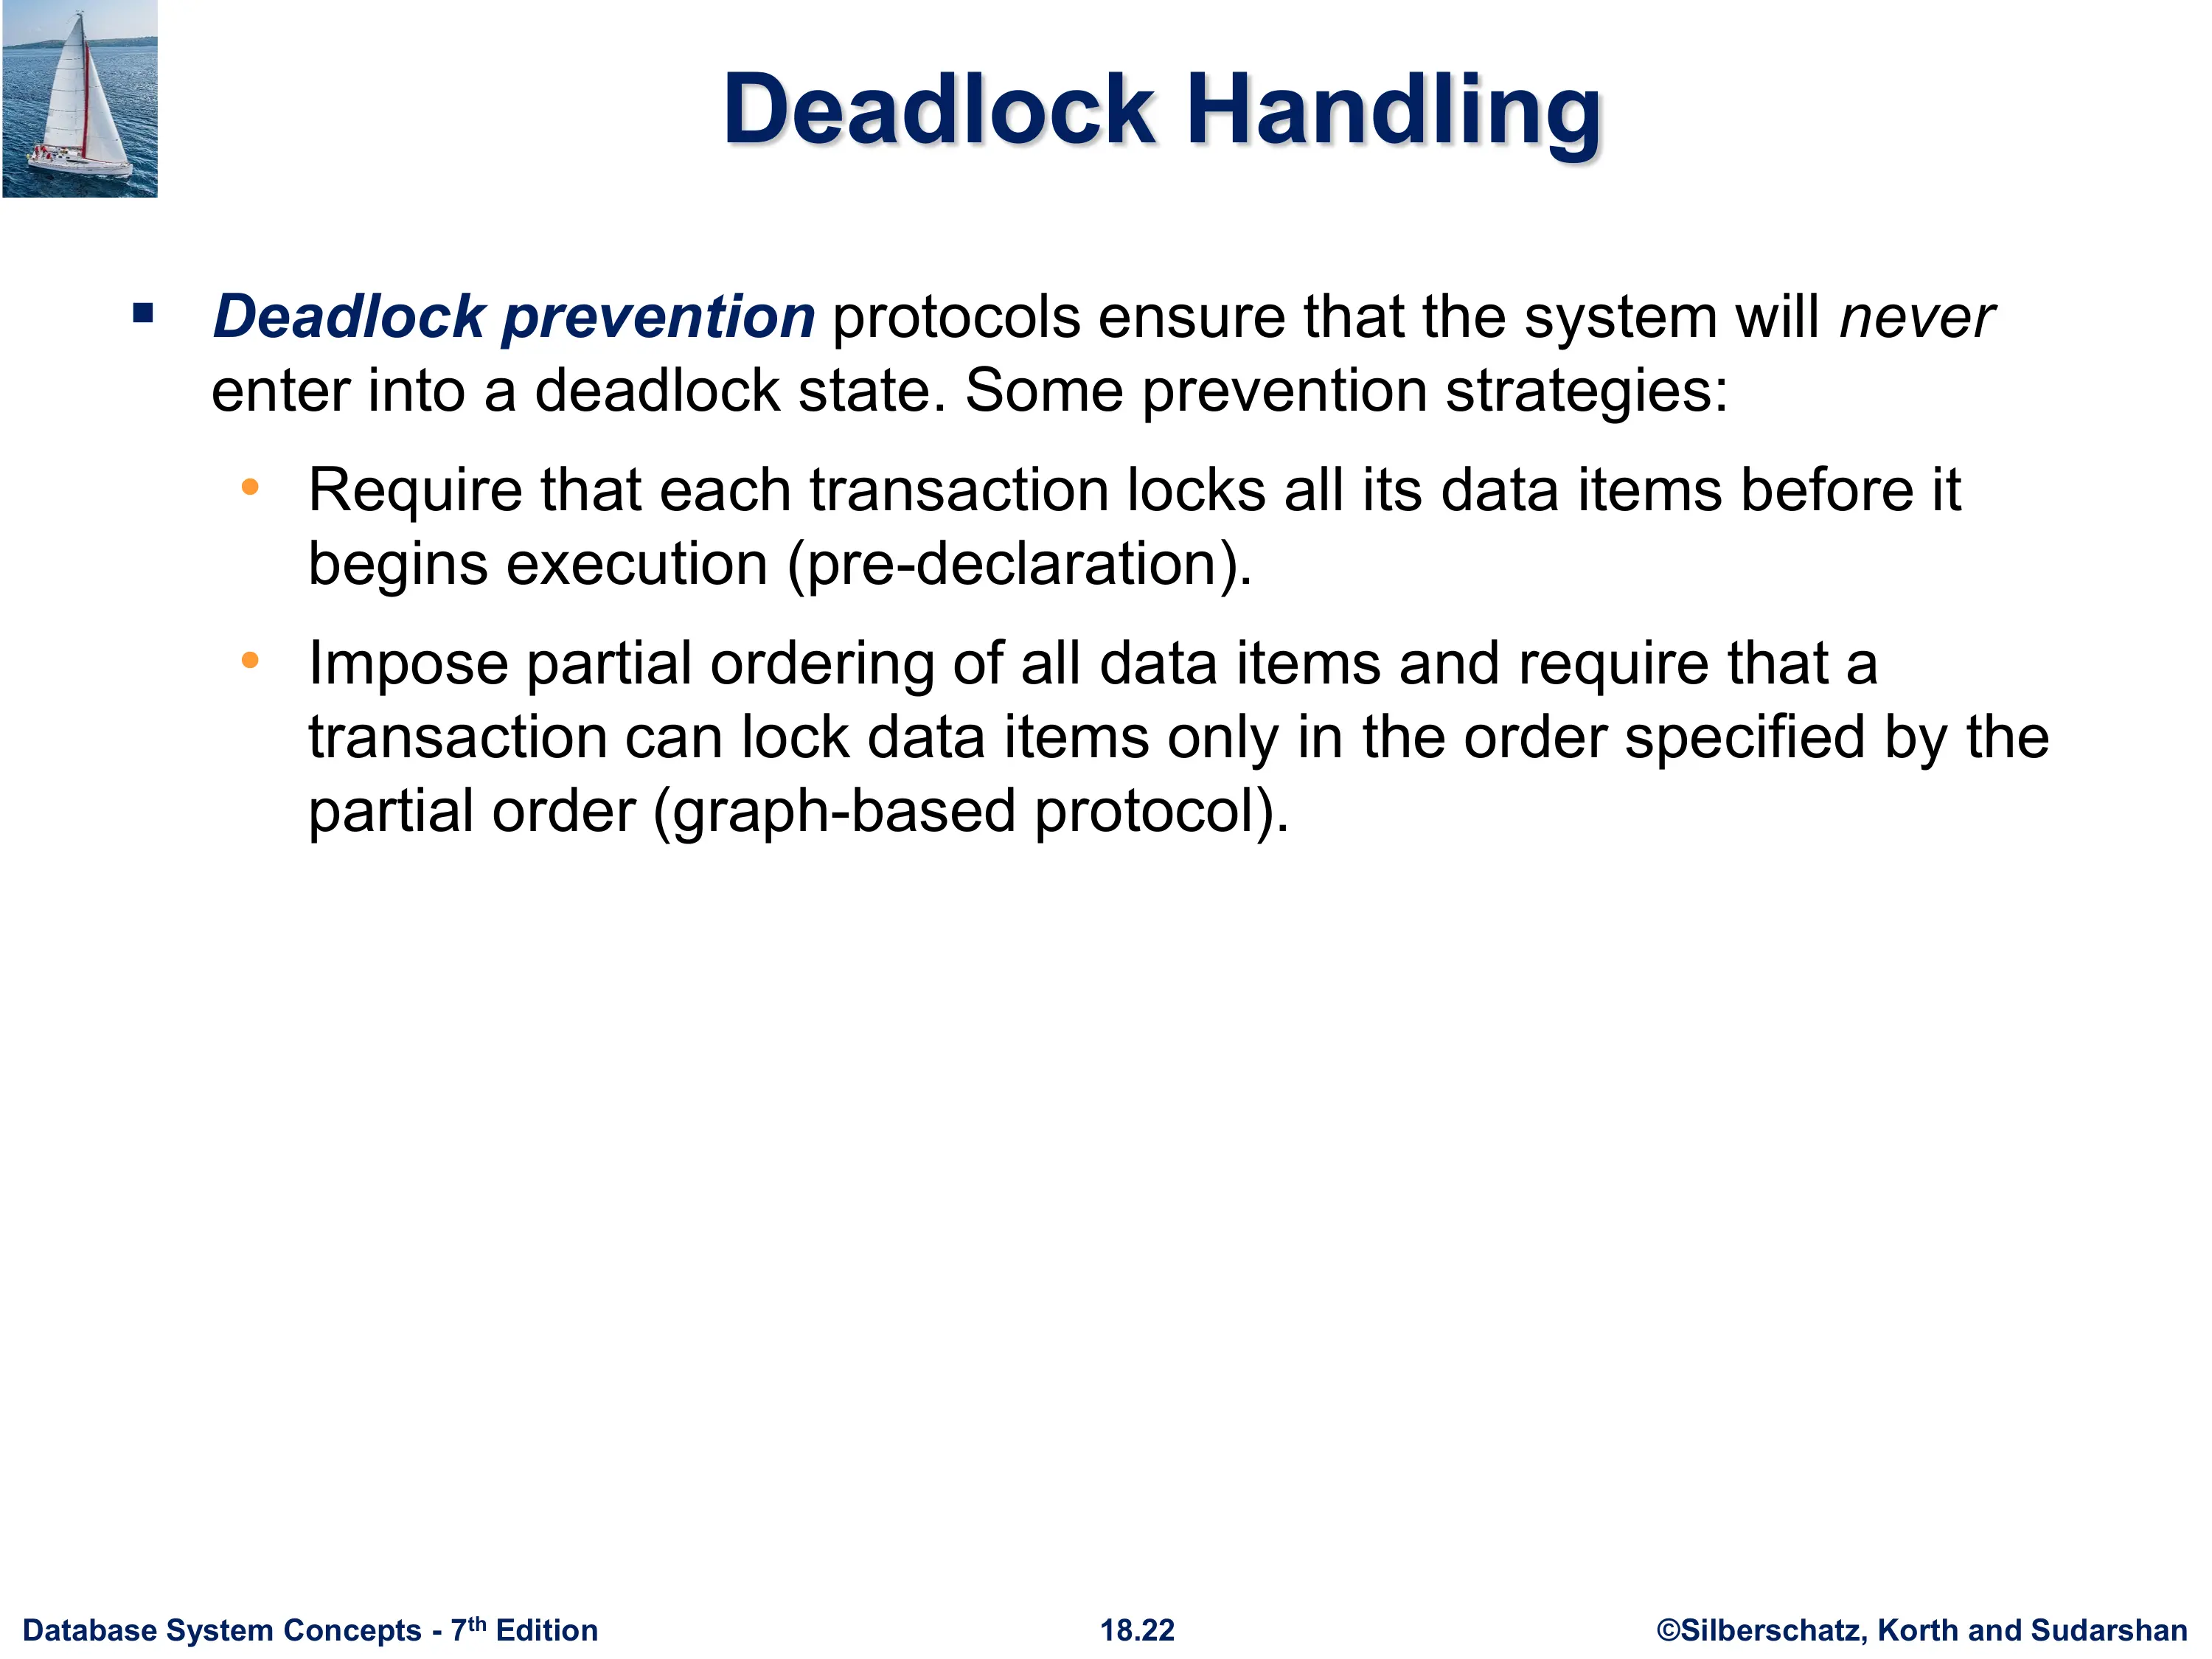 Deadlock Handling
▪ Deadlock prevention protocols ensure that the system will never
enter into a deadlock state. Some prevention strategies:
• Require that each transaction locks all its data items before it
begins execution (pre-declaration).
• Impose partial ordering of all data items and require that a
transaction can lock data items only in the order specified by the
partial order (graph-based protocol).
Database System Concepts - 7th Edition
18.22
©Silberschatz, Korth and Sudarshan